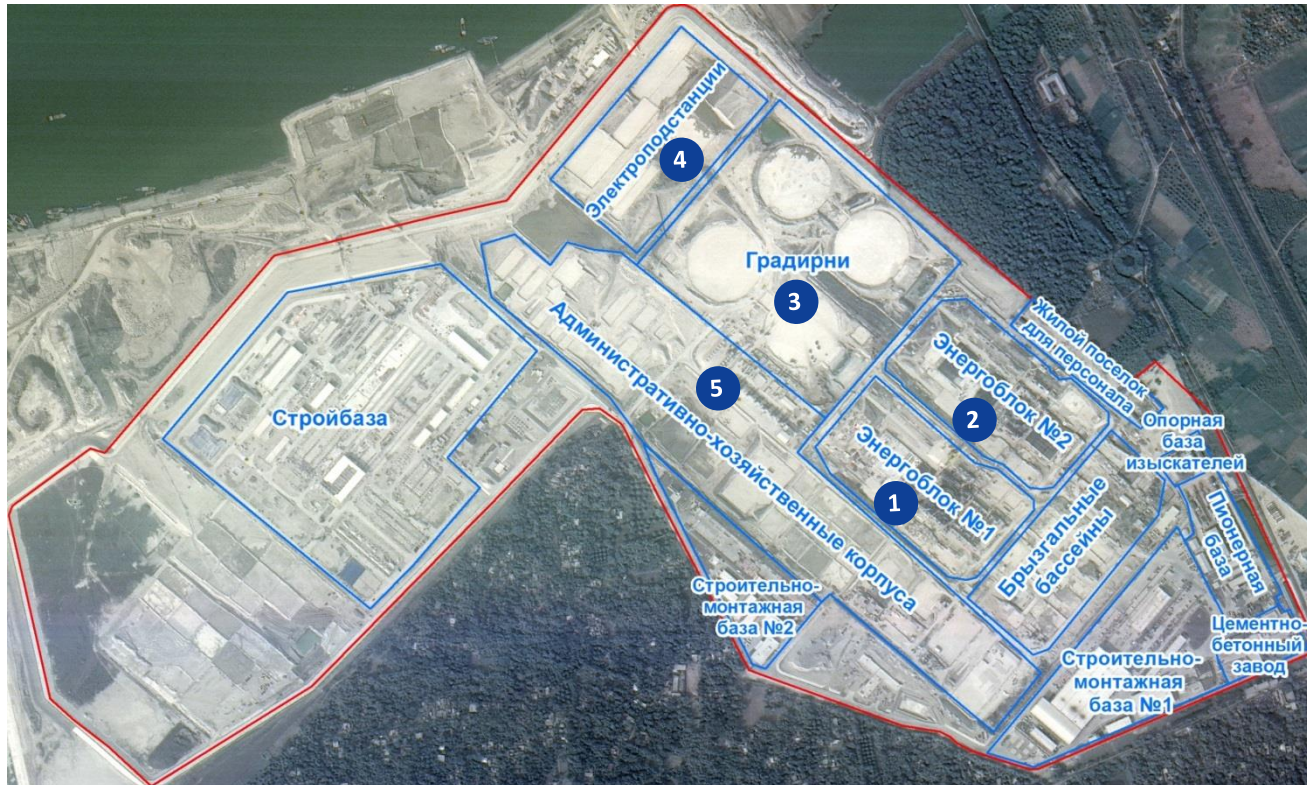 Электроподстанции
4
Градирни
3
Административно-хозяйственные корпуса
5
Стройбаза
Жилой поселок
для персонала
Энергоблок №2
2
Опорная
база
изыскателей
Энергоблок №1
1
Брызгальные
бассейны
Пионерная
база
Строительно-
монтажная
база №2
Цементно-
бетонный
завод
Строительно-
монтажная
база №1